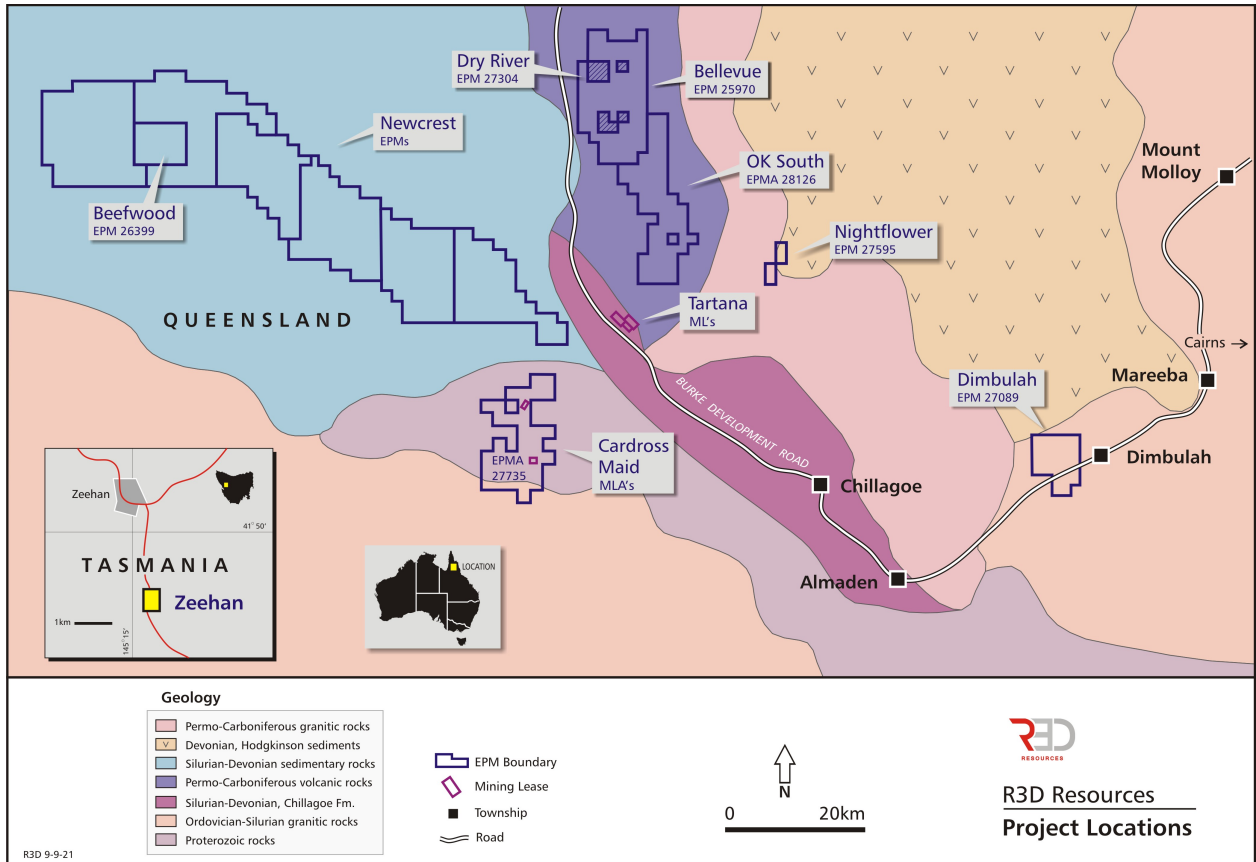 Dry River
EPM 27304
Bellevue
EPM 25970
Newcrest
EPMs
OK South
EPMA 28126
Mount
Molloy
Beefwood
EPM 26399
Nightflower
EPM 27595
QUEENSLAND
Tartana
ML's
Cairns
Dimbulah
EPM 27089
Mareeba
BURKE DEVELOPMENT ROAD
Cardross
Maid
MLA's
EPMA
27735
Dimbulah
Chillagoe
Almaden
Zeehan
41° 50'
TASMANIA
Zeehan
1km
145° 15'
LOCATION
Geology
Permo-Carboniferous granitic rocks
Devonian, Hodgkinson sediments
Silurian-Devonian sedimentary rocks
Permo-Carboniferous volcanic rocks
Silurian-Devonian, Chillagoe Fm.
Ordovician-Silurian granitic rocks
Proterozoic rocks
EPM Boundary
Mining Lease
Township
Road
N
0 20km
R3D
RESOURCES
R3D Resources
Project Locations
R3D 9-9-21